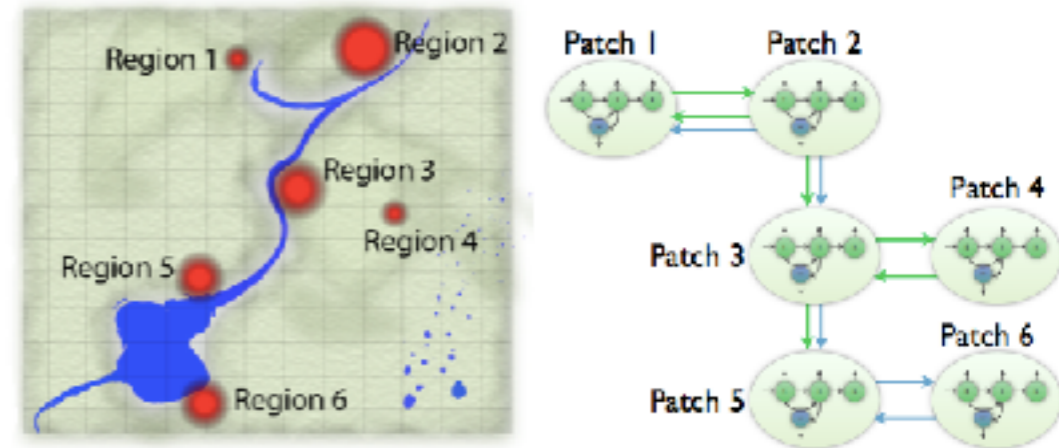 Region 1
Region 2
Region 3
Region 4
Region 5
Region 6
Patch 1
Patch 2
Patch 3
Patch 4
Patch 5
Patch 6